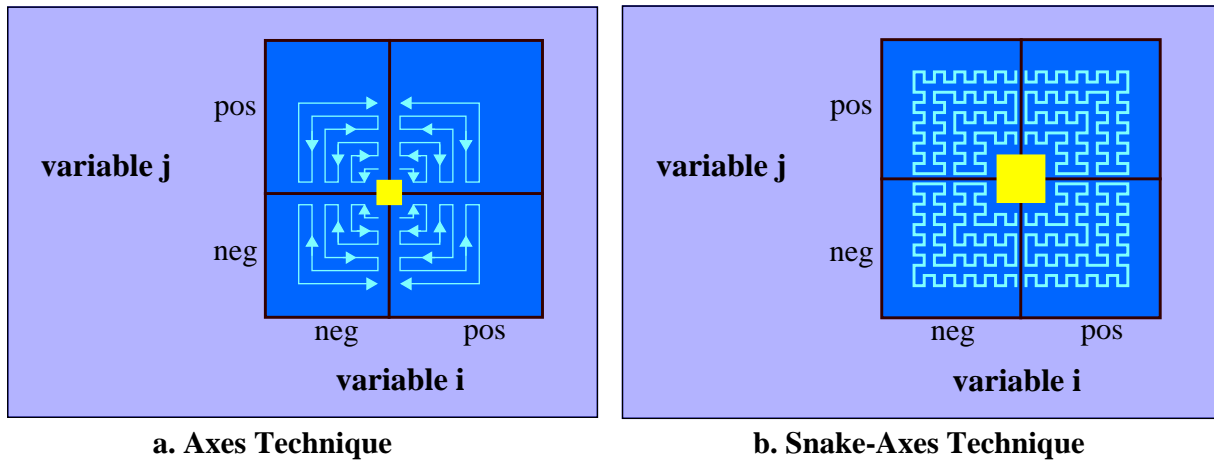 pos
variable j
neg
neg pos
variable i
a. Axes Technique
pos
variable j
neg
neg pos
variable i
b. Snake-Axes Technique